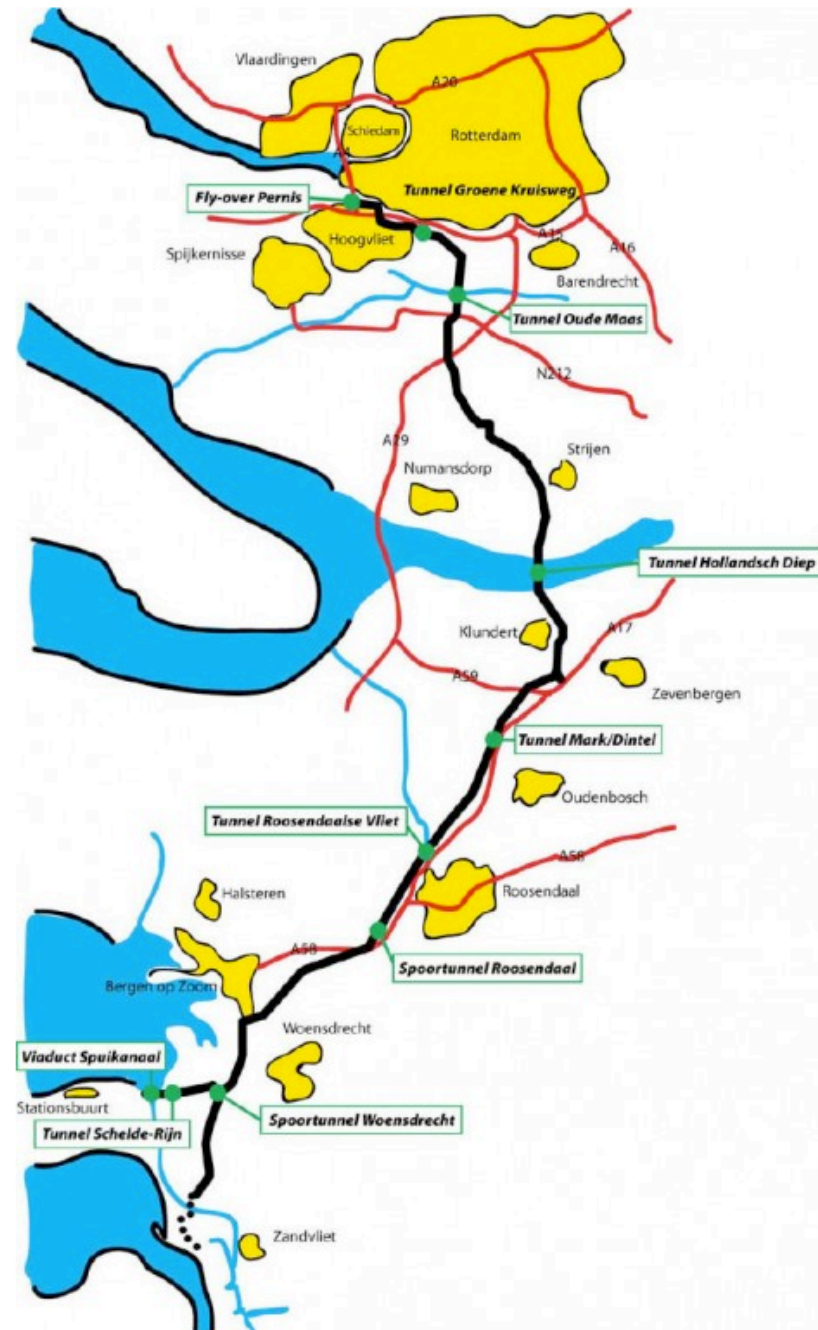 Vlaardingen
A20
Schiedam
Rotterdam
A4
Tunnel Groene Kruisweg
Fly-over Pernis
Hoogvliet
A15
A16
Spijkernisse
Barendrecht
Tunnel Oude Maas
N212
A29
Strijen
Numansdorp
Tunnel Hollandsch Diep
Klundert
A17
A59
Zevenbergen
Tunnel Mark/Dintel
Oudenbosch
Tunnel Roosendaalse Vliet
A58
Halsteren
Roosendaal
A58
Spoortunnel Roosendaal
Bergen op Zoom
Woensdrecht
Viaduct Spuikanaal
Stationsbuurt
Spoortunnel Woensdrecht
Tunnel Schelde-Rijn
Zandvliet